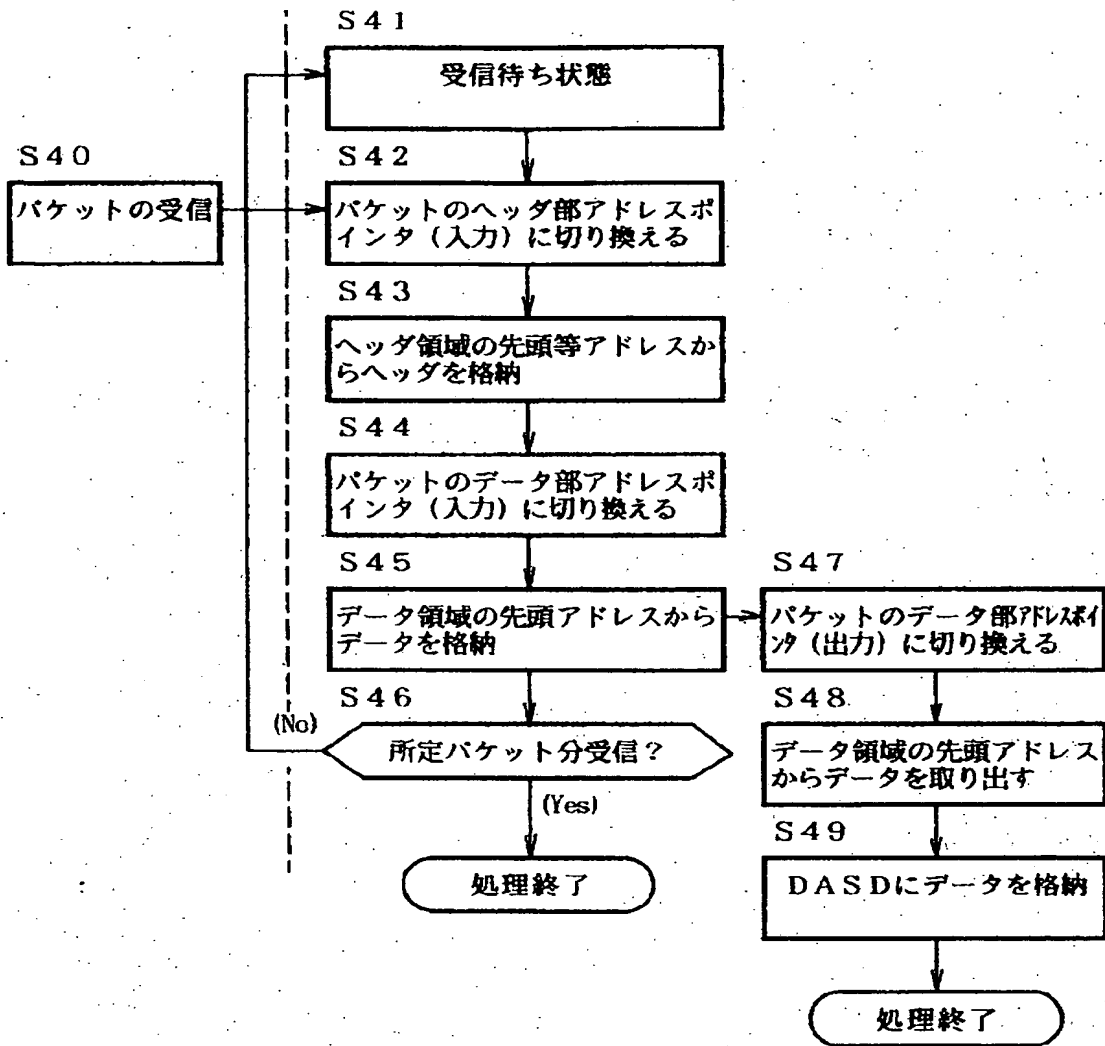 S41
受信待ち状態
S40
パケットの受信
S42
パケットのヘッダ部アドレスポ
インタ（入力）に切り換える
S43
ヘッダ領域の先頭等アドレスか
らヘッダを格納
S44
パケットのデータ部アドレスポ
インタ（入力）に切り換える
S45
データ領域の先頭アドレスから
データを格納
S47
パケットのデータ部ｱﾄﾞﾚｽﾎﾟｲ
ﾝﾀ（出力）に切り換える
S46
(No)
所定パケット分受信？
(Yes)
処理終了
S48
データ領域の先頭アドレス
からデータを取り出す
S49
DASDにデータを格納
処理終了